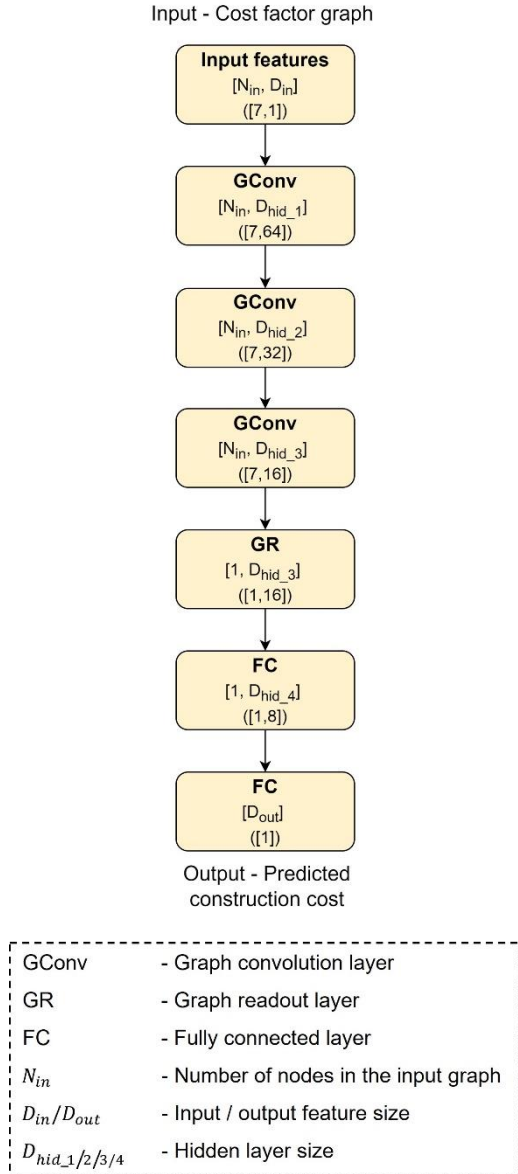 Input - Cost factor graph
Input features
[N_in, D_in]
([7,1])
GConv
[N_in, D_hid_1]
([7,64])
GConv
[N_in, D_hid_2]
([7,32])
GConv
[N_in, D_hid_3]
([7,16])
GR
[1, D_hid_3]
([1,16])
FC
[1, D_hid_4]
([1,8])
FC
[D_out]
([1])
Output - Predicted
construction cost
GConv - Graph convolution layer
GR - Graph readout layer
FC - Fully connected layer
N_in - Number of nodes in the input graph
D_in/D_out - Input / output feature size
D_hid_1/2/3/4 - Hidden layer size